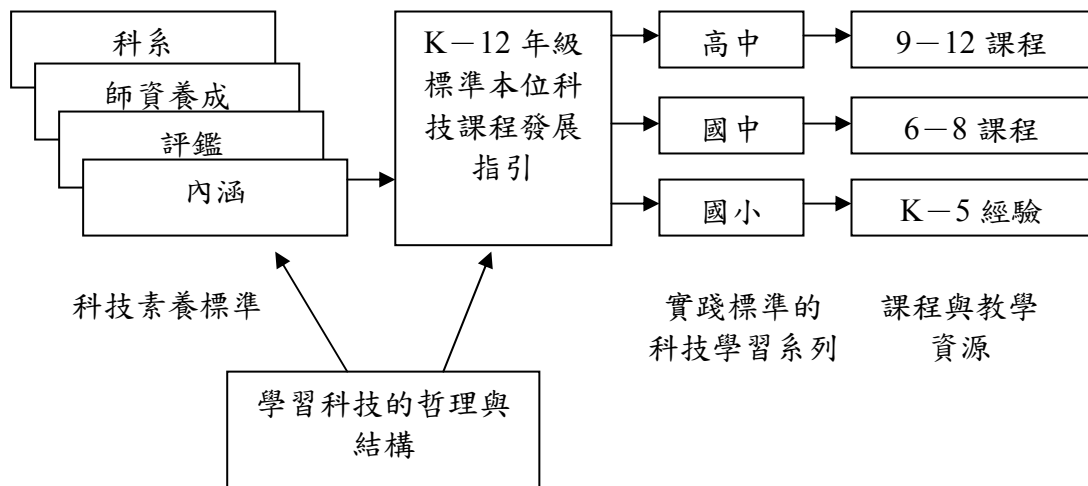 科系
師資養成
評鑑
內涵
科技素養標準
K－12 年級
標準本位科
技課程發展
指引
高中
國中
國小
實踐標準的
科技學習系列
9－12 課程
6－8 課程
K－5 經驗
課程與教學
資源
學習科技的哲理與
結構